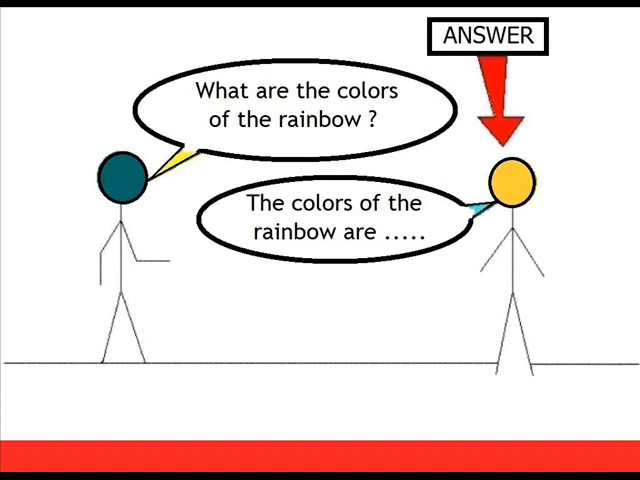 ANSWER
What are the colors
of the rainbow ?
The colors of the
rainbow are .....